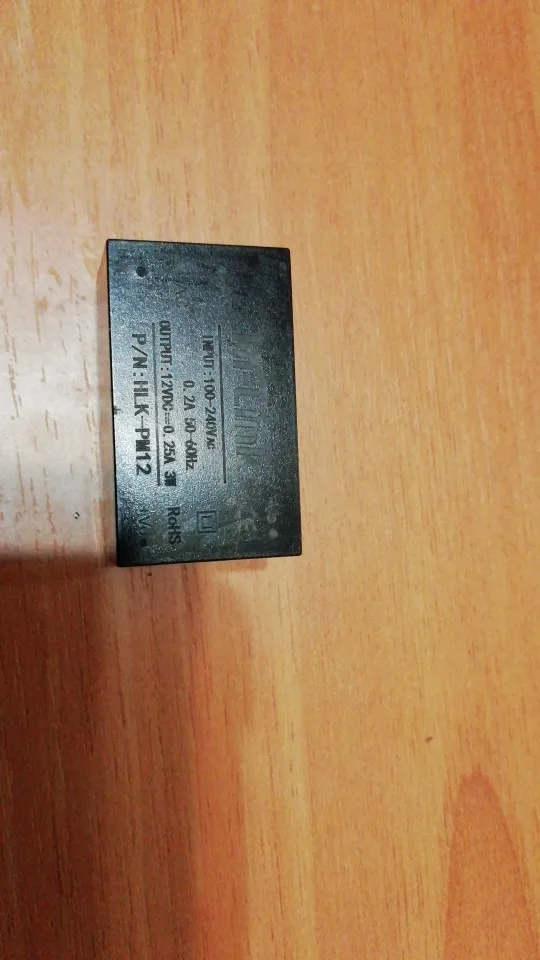 INPUT:100-240VAC
0.2A 50-60Hz
OUTPUT:12VDC⎓0.25A 3W
P/N:HLK-PM12 RoHS